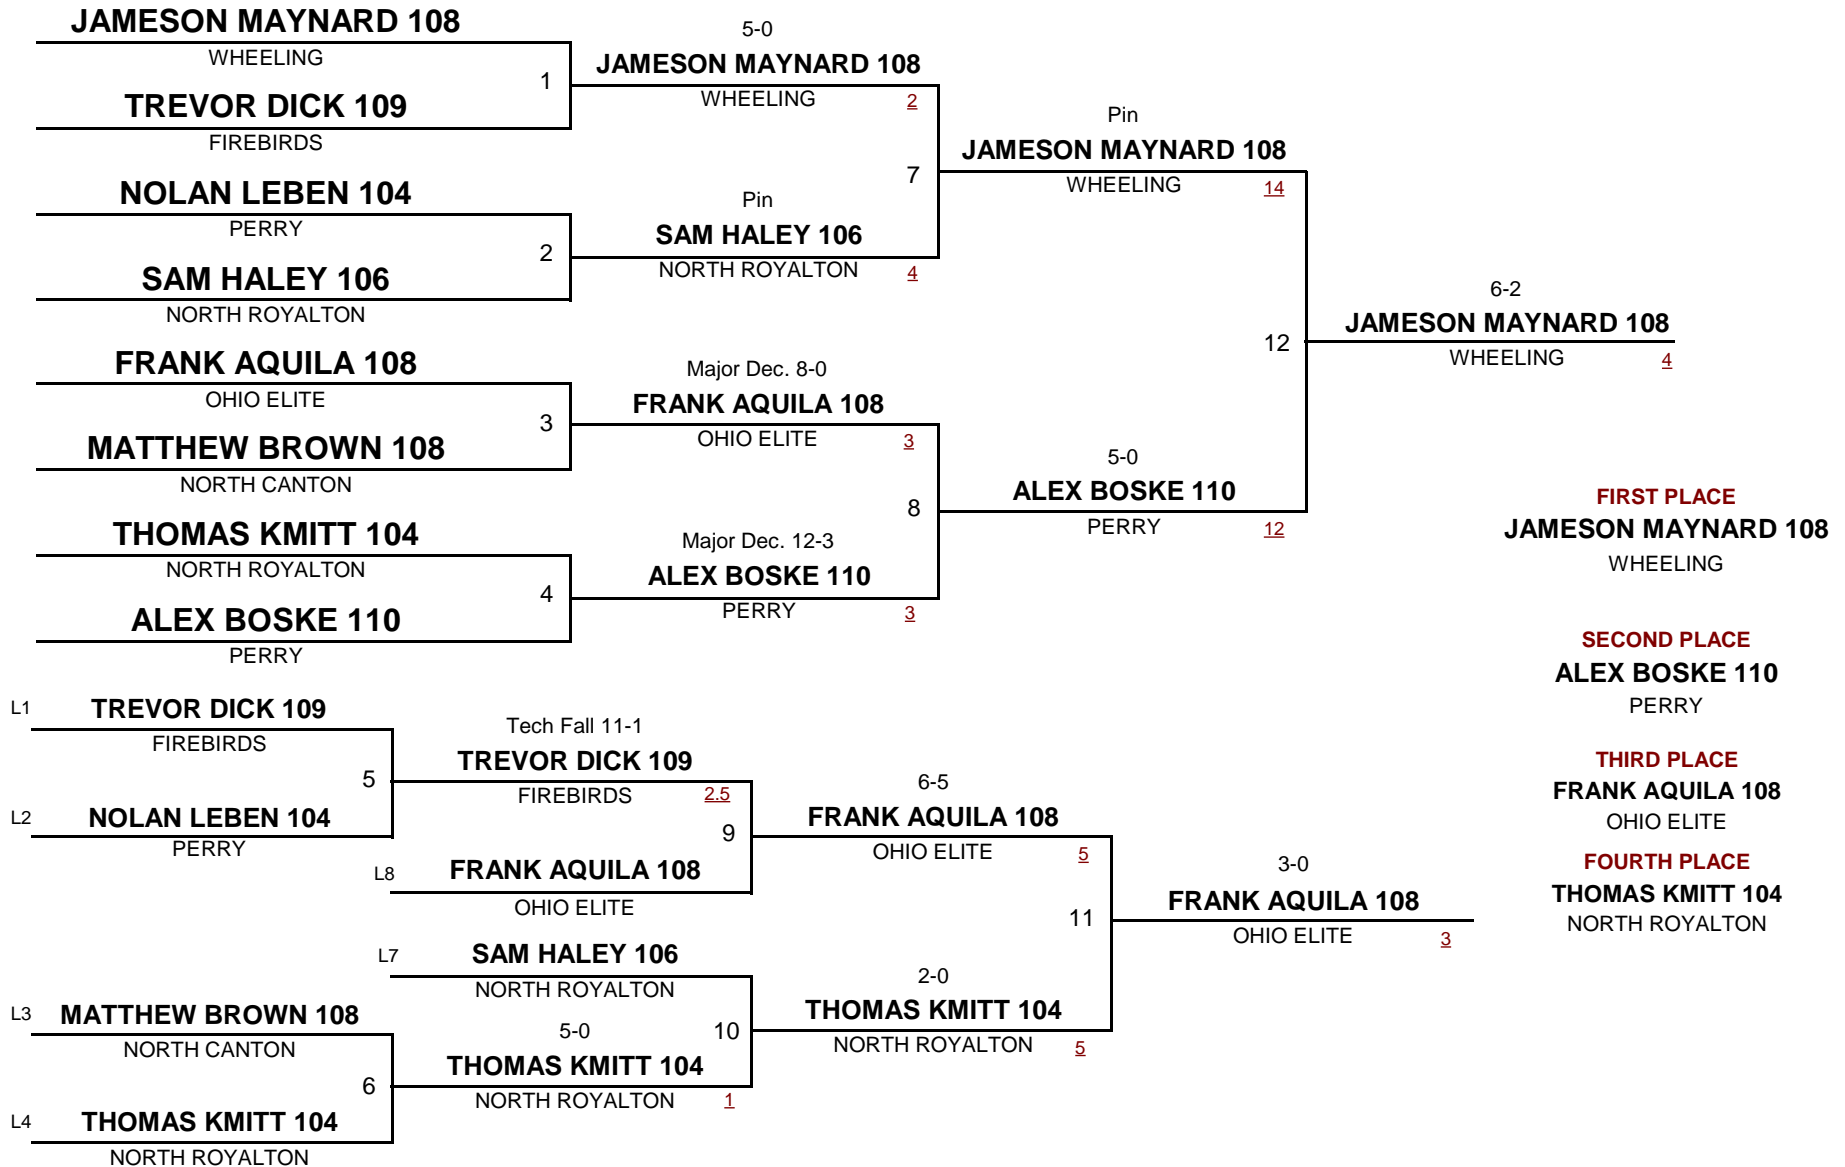 JAMESON MAYNARD 108
WHEELING
1
TREVOR DICK 109
FIREBIRDS
NOLAN LEBEN 104
PERRY
2
SAM HALEY 106
NORTH ROYALTON
FRANK AQUILA 108
OHIO ELITE
3
MATTHEW BROWN 108
NORTH CANTON
THOMAS KMITT 104
NORTH ROYALTON
4
ALEX BOSKE 110
PERRY
5-0
JAMESON MAYNARD 108
WHEELING 2
7
Pin
SAM HALEY 106
NORTH ROYALTON 4
Major Dec. 8-0
FRANK AQUILA 108
OHIO ELITE 3
8
Major Dec. 12-3
ALEX BOSKE 110
PERRY 3
Pin
JAMESON MAYNARD 108
WHEELING 14
12
5-0
ALEX BOSKE 110
PERRY 12
6-2
JAMESON MAYNARD 108
WHEELING 4
FIRST PLACE
JAMESON MAYNARD 108
WHEELING
SECOND PLACE
ALEX BOSKE 110
PERRY
THIRD PLACE
FRANK AQUILA 108
OHIO ELITE
FOURTH PLACE
THOMAS KMITT 104
NORTH ROYALTON
L1 TREVOR DICK 109
FIREBIRDS
5
L2 NOLAN LEBEN 104
PERRY
L3 MATTHEW BROWN 108
NORTH CANTON
6
L4 THOMAS KMITT 104
NORTH ROYALTON
Tech Fall 11-1
TREVOR DICK 109
FIREBIRDS 2.5
9
L8 FRANK AQUILA 108
OHIO ELITE
L7 SAM HALEY 106
NORTH ROYALTON
10
5-0
THOMAS KMITT 104
NORTH ROYALTON 1
6-5
FRANK AQUILA 108
OHIO ELITE 5
11
2-0
THOMAS KMITT 104
NORTH ROYALTON 5
3-0
FRANK AQUILA 108
OHIO ELITE 3